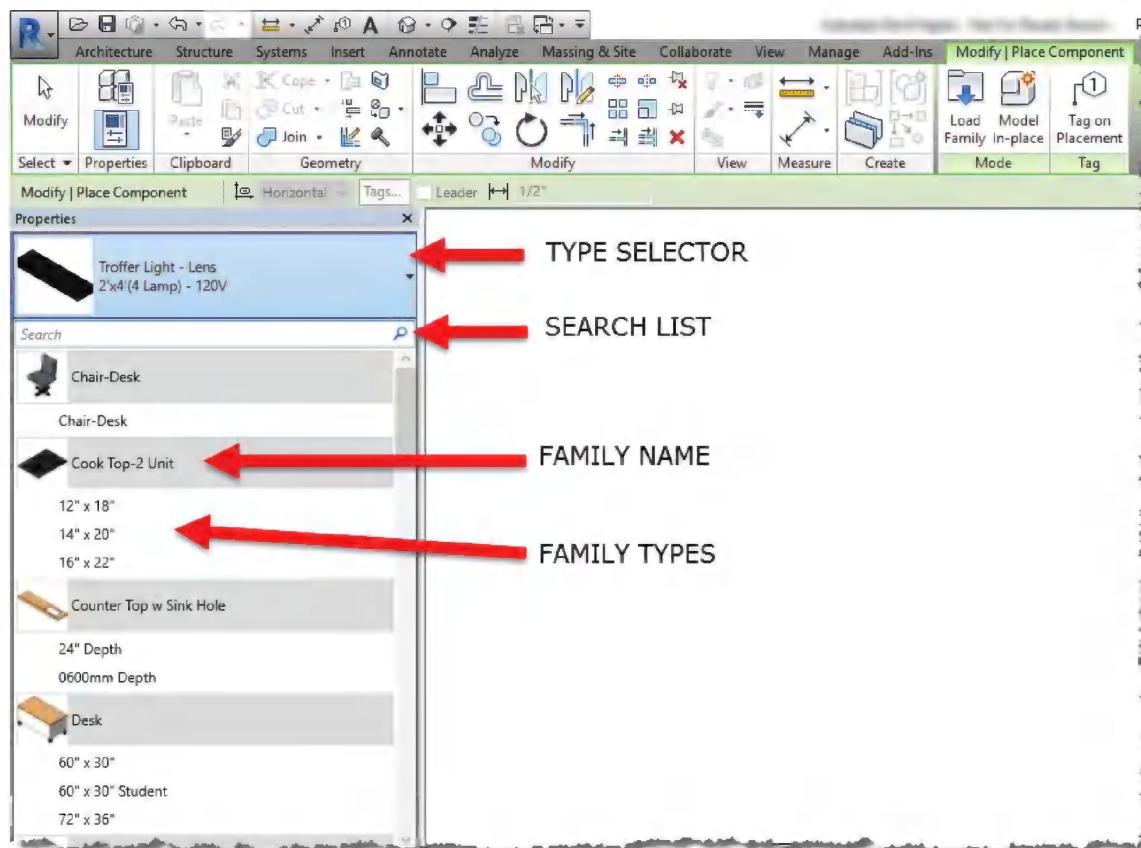 R
A
Architecture Structure Systems Insert Annotate Analyze Massing & Site Collaborate View Manage Add-Ins Modify | Place Component
Modify
Paste
Cope
Cut
Join
Load Family
Model In-place
1
Tag on Placement
Select Properties Clipboard Geometry Modify View Measure Create Mode Tag
Modify | Place Component Horizontal Tags... Leader 1/2"
Properties
Troffer Light - Lens
2'x4'(4 Lamp) - 120V
TYPE SELECTOR
Search
SEARCH LIST
Chair-Desk
Chair-Desk
Cook Top-2 Unit
FAMILY NAME
12" x 18"
14" x 20"
16" x 22"
FAMILY TYPES
Counter Top w Sink Hole
24" Depth
0600mm Depth
Desk
60" x 30"
60" x 30" Student
72" x 36"